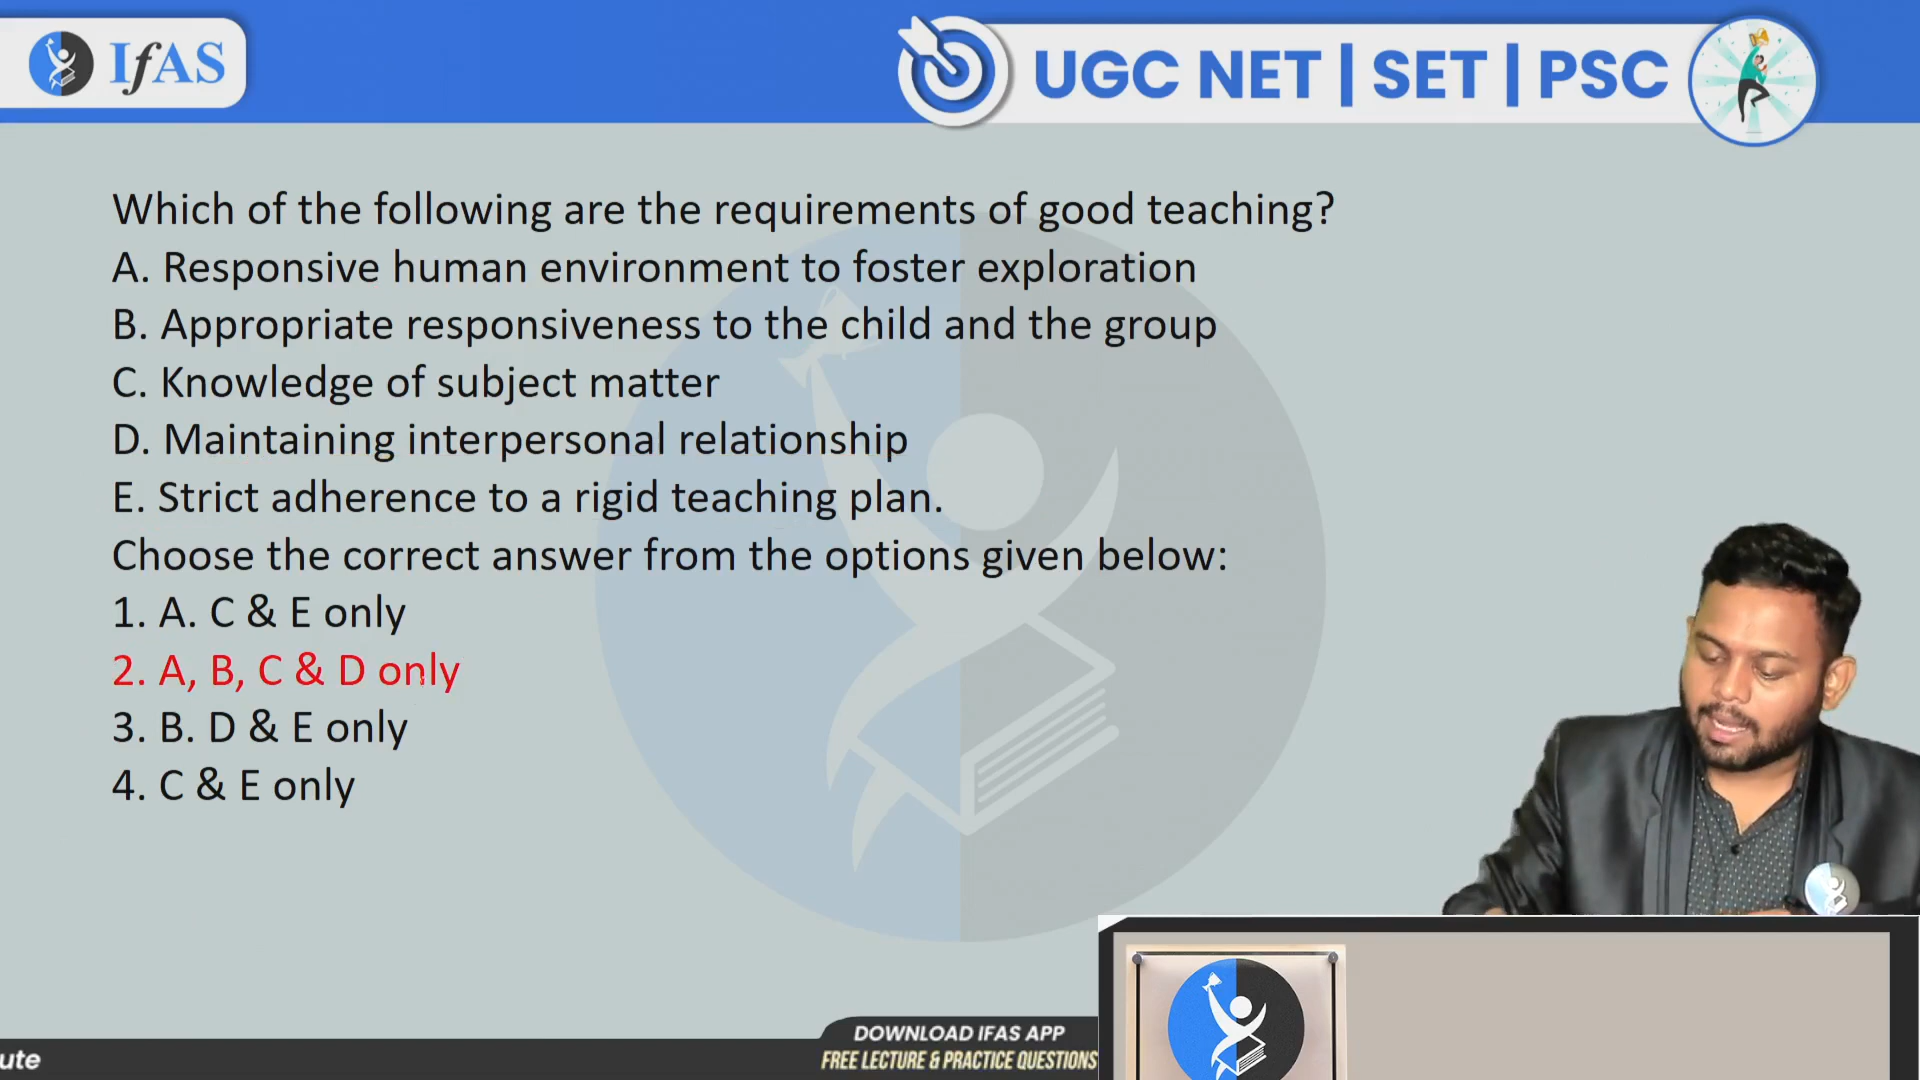 IfAS
UGC NET | SET | PSC
Which of the following are the requirements of good teaching?
A. Responsive human environment to foster exploration
B. Appropriate responsiveness to the child and the group
C. Knowledge of subject matter
D. Maintaining interpersonal relationship
E. Strict adherence to a rigid teaching plan.
Choose the correct answer from the options given below:
1. A. C & E only
2. A, B, C & D only
3. B. D & E only
4. C & E only
DOWNLOAD IFAS APP
FREE LECTURE & PRACTICE QUESTIONS
ute